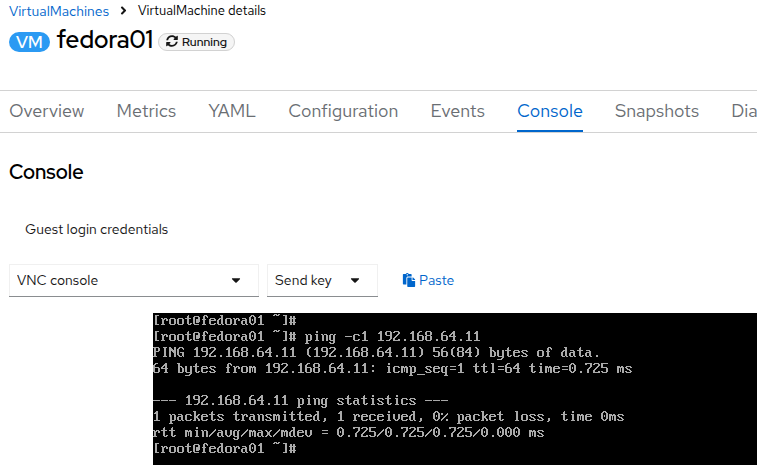 VirtualMachines > VirtualMachine details
VM fedora01 Running
Overview Metrics YAML Configuration Events Console Snapshots Dia
Console
Guest login credentials
VNC console Send key Paste
[root@fedora01 ~]#
[root@fedora01 ~]# ping -c1 192.168.64.11
PING 192.168.64.11 (192.168.64.11) 56(84) bytes of data.
64 bytes from 192.168.64.11: icmp_seq=1 ttl=64 time=0.725 ms
--- 192.168.64.11 ping statistics ---
1 packets transmitted, 1 received, 0% packet loss, time 0ms
rtt min/avg/max/mdev = 0.725/0.725/0.725/0.000 ms
[root@fedora01 ~]#